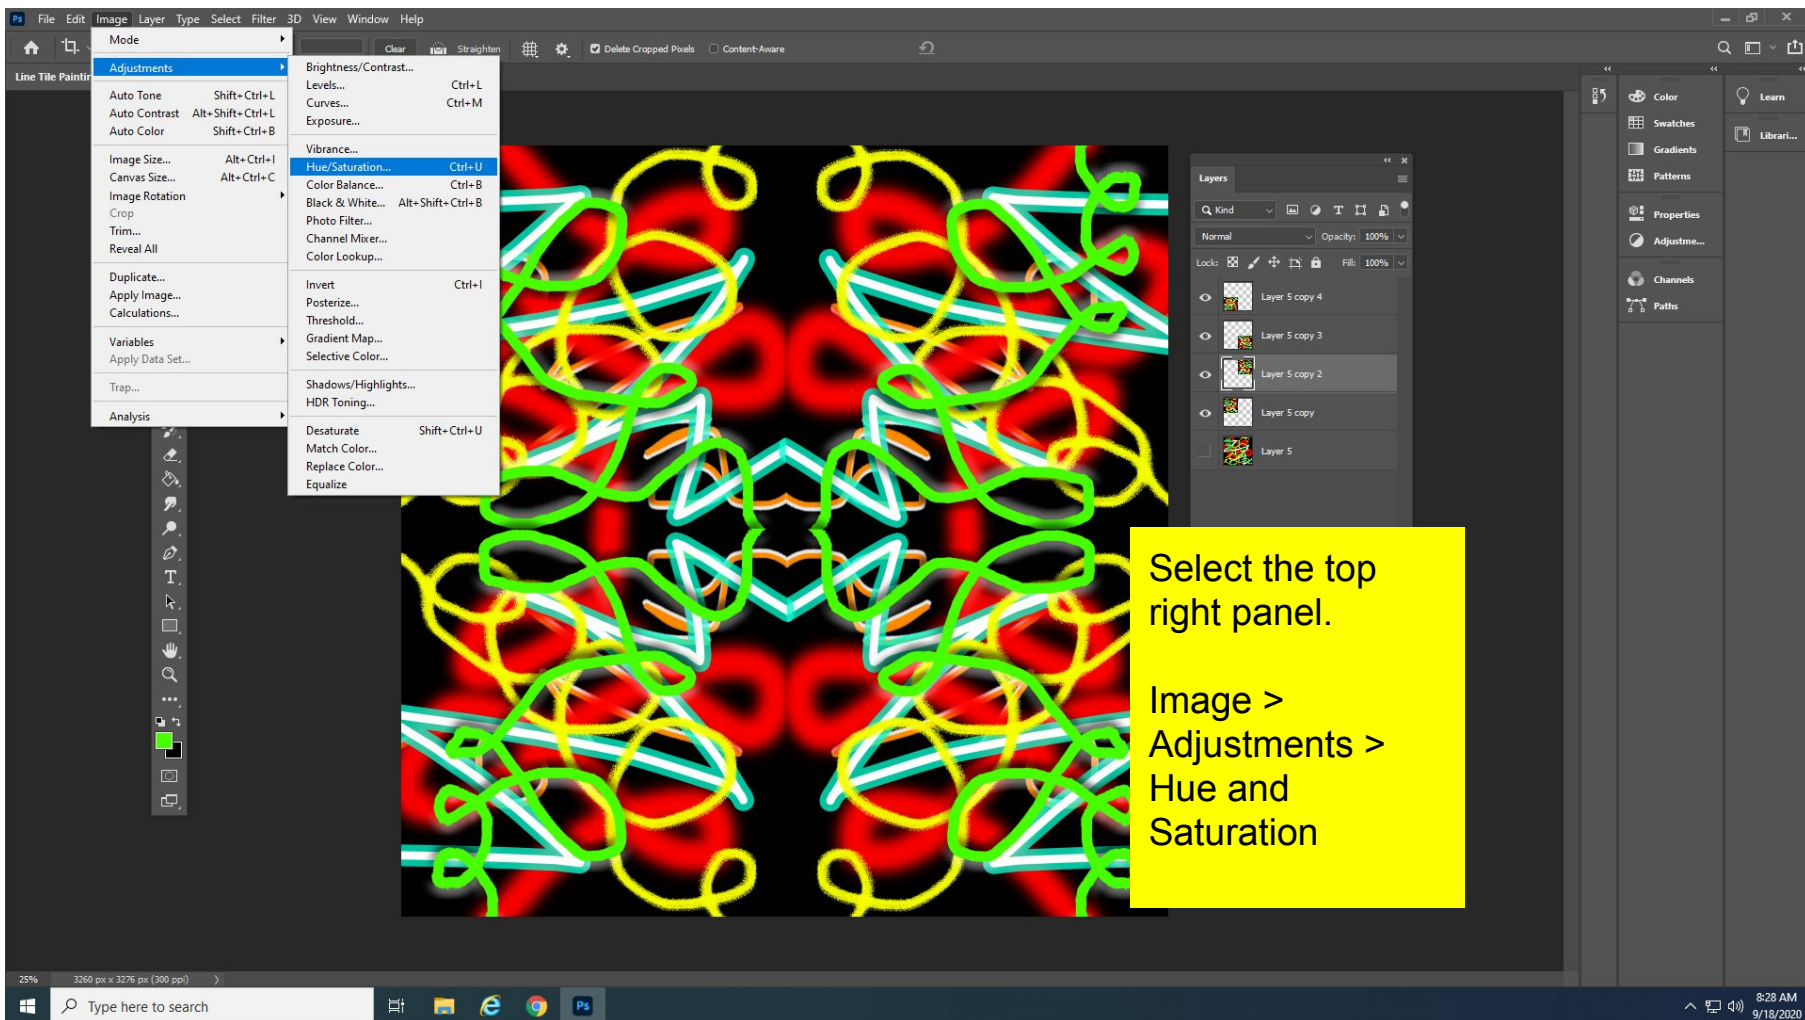 Ps File Edit Image Layer Type Select Filter 3D View Window Help
Clear Straighten Delete Cropped Pixels Content-Aware
Line Tile Paintin
Mode
Adjustments
Auto Tone Shift+Ctrl+L
Auto Contrast Alt+Shift+Ctrl+L
Auto Color Shift+Ctrl+B
Image Size... Alt+Ctrl+I
Canvas Size... Alt+Ctrl+C
Image Rotation
Crop
Trim...
Reveal All
Duplicate...
Apply Image...
Calculations...
Variables
Apply Data Set...
Trap...
Analysis
Brightness/Contrast...
Levels... Ctrl+L
Curves... Ctrl+M
Exposure...
Vibrance...
Hue/Saturation... Ctrl+U
Color Balance... Ctrl+B
Black & White... Alt+Shift+Ctrl+B
Photo Filter...
Channel Mixer...
Color Lookup...
Invert Ctrl+I
Posterize...
Threshold...
Gradient Map...
Selective Color...
Shadows/Highlights...
HDR Toning...
Desaturate Shift+Ctrl+U
Match Color...
Replace Color...
Equalize
Layers
Kind
Normal Opacity: 100%
Lock: Fill: 100%
Layer 5 copy 4
Layer 5 copy 3
Layer 5 copy 2
Layer 5 copy
Layer 5
Color
Swatches
Gradients
Patterns
Properties
Adjustme...
Channels
Paths
Learn
Librari...
Select the top
right panel.
Image >
Adjustments >
Hue and
Saturation
25% 3260 px x 3276 px (300 ppi)
Type here to search
Ps
8:28 AM
9/18/2020